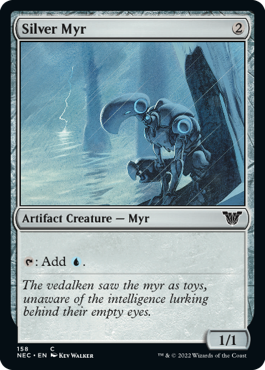 Silver Myr 2
Artifact Creature — Myr
: Add .
The vedalken saw the myr as toys,
unaware of the intelligence lurking
behind their empty eyes.
1/1
158 C
NEC • EN Kev Walker
™ & © 2022 Wizards of the Coast